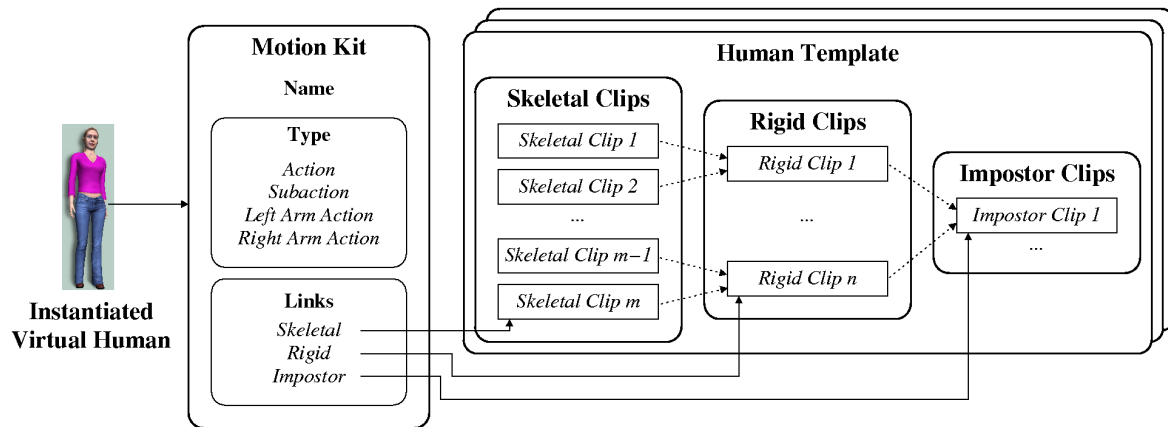 Motion Kit
Name
Type
Action
Subaction
Left Arm Action
Right Arm Action
Links
Skeletal
Rigid
Impostor
Instantiated
Virtual Human
Human Template
Skeletal Clips
Skeletal Clip 1
Skeletal Clip 2
...
Skeletal Clip m−1
Skeletal Clip m
Rigid Clips
Rigid Clip 1
...
Rigid Clip n
Impostor Clips
Impostor Clip 1
...